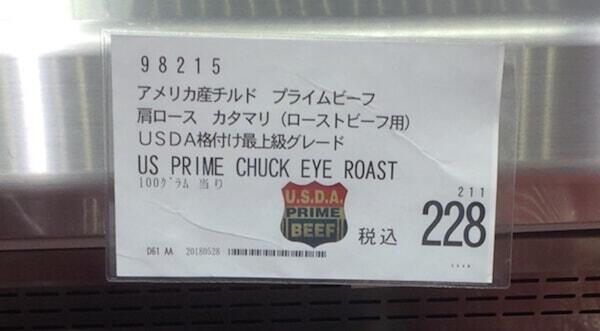 98215
アメリカ産チルド プライムビーフ
肩ロース カタマリ（ローストビーフ用）
USDA格付け最上級グレード
US PRIME CHUCK EYE ROAST
100グラム 当り
U.S.D.A.
PRIME
BEEF
税込
211
228
D61 AA 20180528